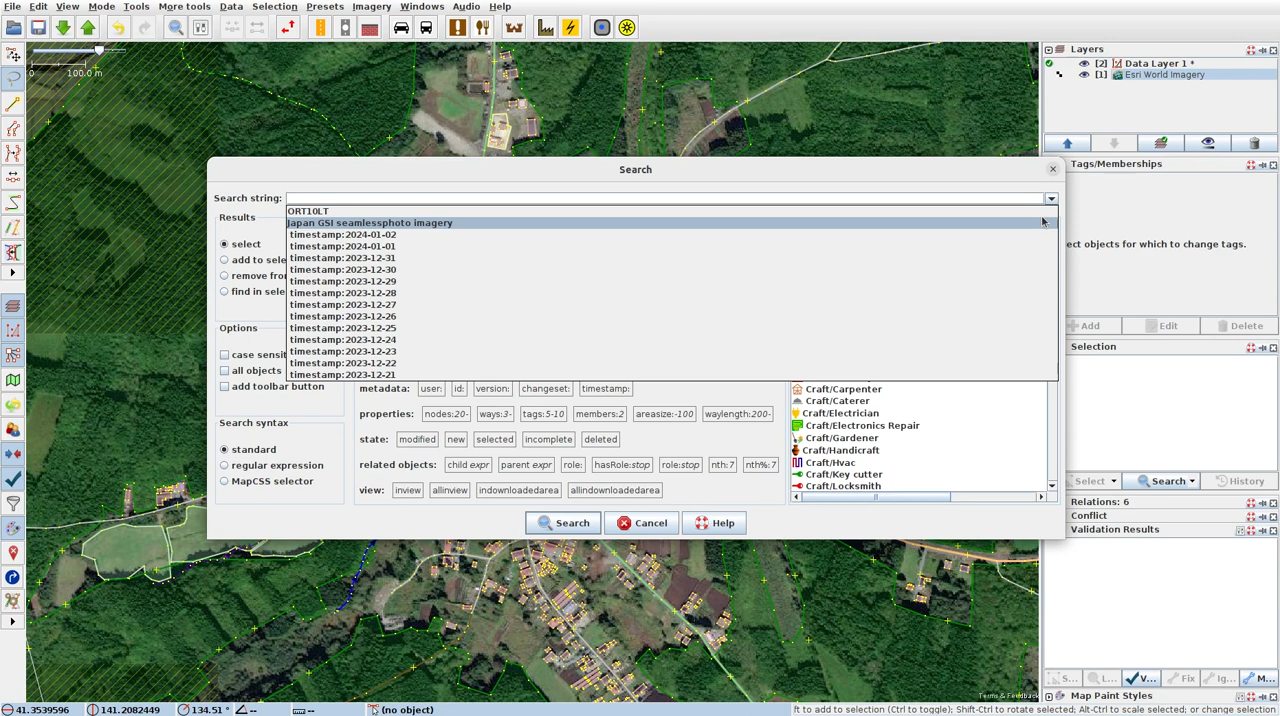 File Edit View Mode Tools More tools Data Selection Presets Imagery Windows Audio Help
0 100.0 m
Layers
[2] Data Layer 1 *
[1] Esri World Imagery
Tags/Memberships
ect objects for which to change tags.
Add Edit Delete
Selection
Select Search History
Relations: 6
Conflict
Validation Results
S... L... V... Fix Ig... M...
Map Paint Styles
Search
Search string:
ORT10LT
Japan GSI seamlessphoto imagery
timestamp:2024-01-02
timestamp:2024-01-01
timestamp:2023-12-31
timestamp:2023-12-30
timestamp:2023-12-29
timestamp:2023-12-28
timestamp:2023-12-27
timestamp:2023-12-26
timestamp:2023-12-25
timestamp:2023-12-24
timestamp:2023-12-23
timestamp:2023-12-22
timestamp:2023-12-21
Results
select
add to sele
remove fro
find in sele
Options
case sensit
all objects
add toolbar button
Search syntax
standard
regular expression
MapCSS selector
metadata: user: id: version: changeset: timestamp:
properties: nodes:20- ways:3- tags:5-10 members:2 areasize:-100 waylength:200-
state: modified new selected incomplete deleted
related objects: child expr parent expr role: hasRole:stop role:stop nth:7 nth%:7
view: inview allinview indownloadedarea allindownloadedarea
Craft/Carpenter
Craft/Caterer
Craft/Electrician
Craft/Electronics Repair
Craft/Gardener
Craft/Handicraft
Craft/Hvac
Craft/Key cutter
Craft/Locksmith
Search Cancel Help
Terms & Feedback
41.3539596 141.2082449 134.51 ° -- -- (no object) ft to add to selection (Ctrl to toggle); Shift-Ctrl to rotate selected; Alt-Ctrl to scale selected; or change selection